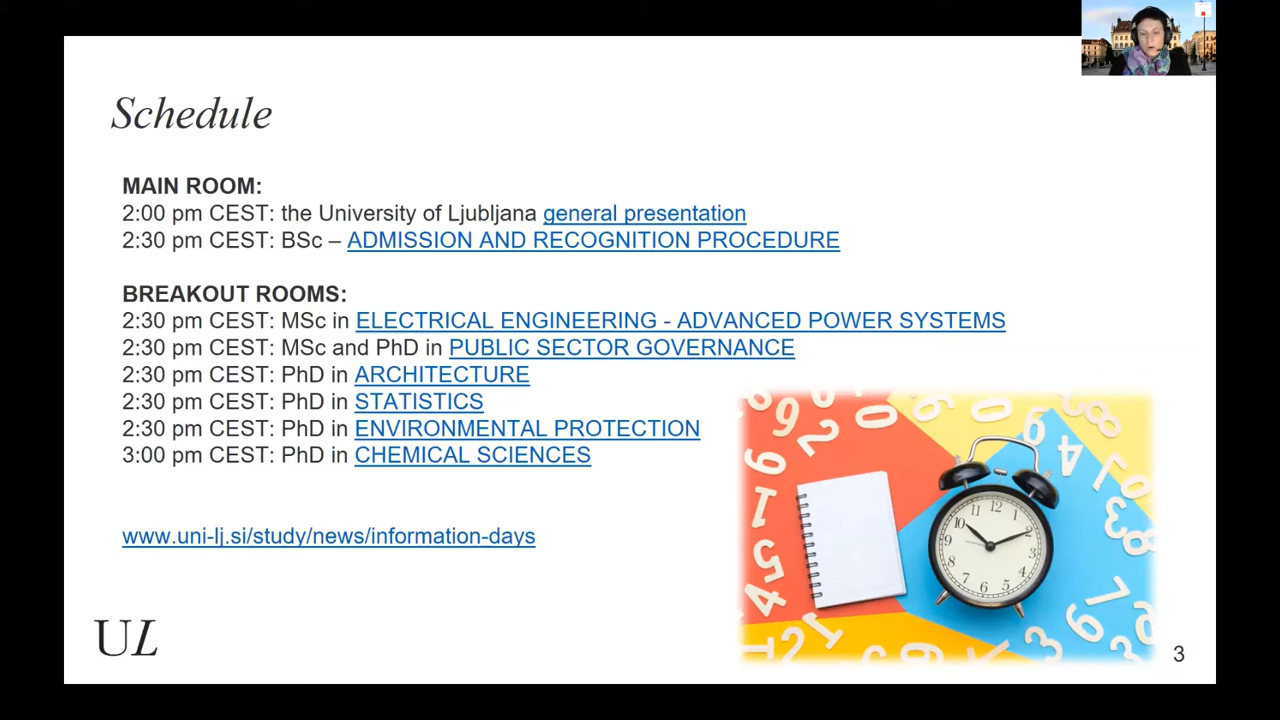 Schedule
MAIN ROOM:
2:00 pm CEST: the University of Ljubljana general presentation
2:30 pm CEST: BSc – ADMISSION AND RECOGNITION PROCEDURE
BREAKOUT ROOMS:
2:30 pm CEST: MSc in ELECTRICAL ENGINEERING - ADVANCED POWER SYSTEMS
2:30 pm CEST: MSc and PhD in PUBLIC SECTOR GOVERNANCE
2:30 pm CEST: PhD in ARCHITECTURE
2:30 pm CEST: PhD in STATISTICS
2:30 pm CEST: PhD in ENVIRONMENTAL PROTECTION
3:00 pm CEST: PhD in CHEMICAL SCIENCES
www.uni-lj.si/study/news/information-days
UL
3